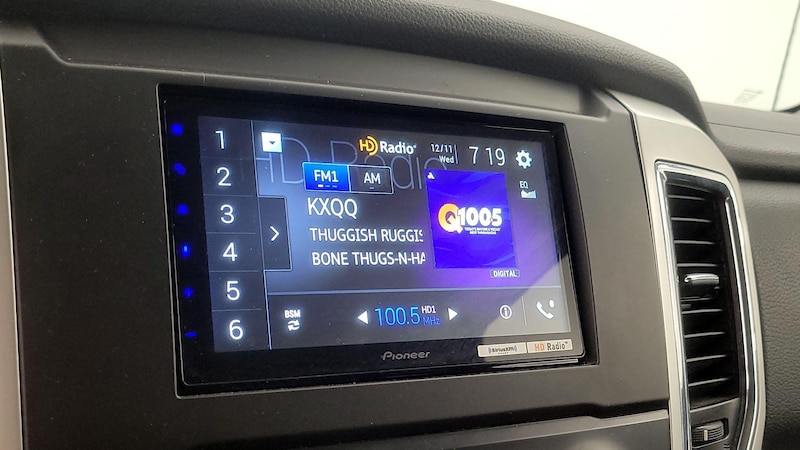 1
2
3
4
5
6
HD Radio
12/11
Wed
7 19
FM1
AM
EQ
KXQQ
THUGGISH RUGGIS
BONE THUGS-N-HA
Q1005
DIGITAL
BSM
100.5 HD1
MHz
Pioneer
SiriusXM
HD Radio